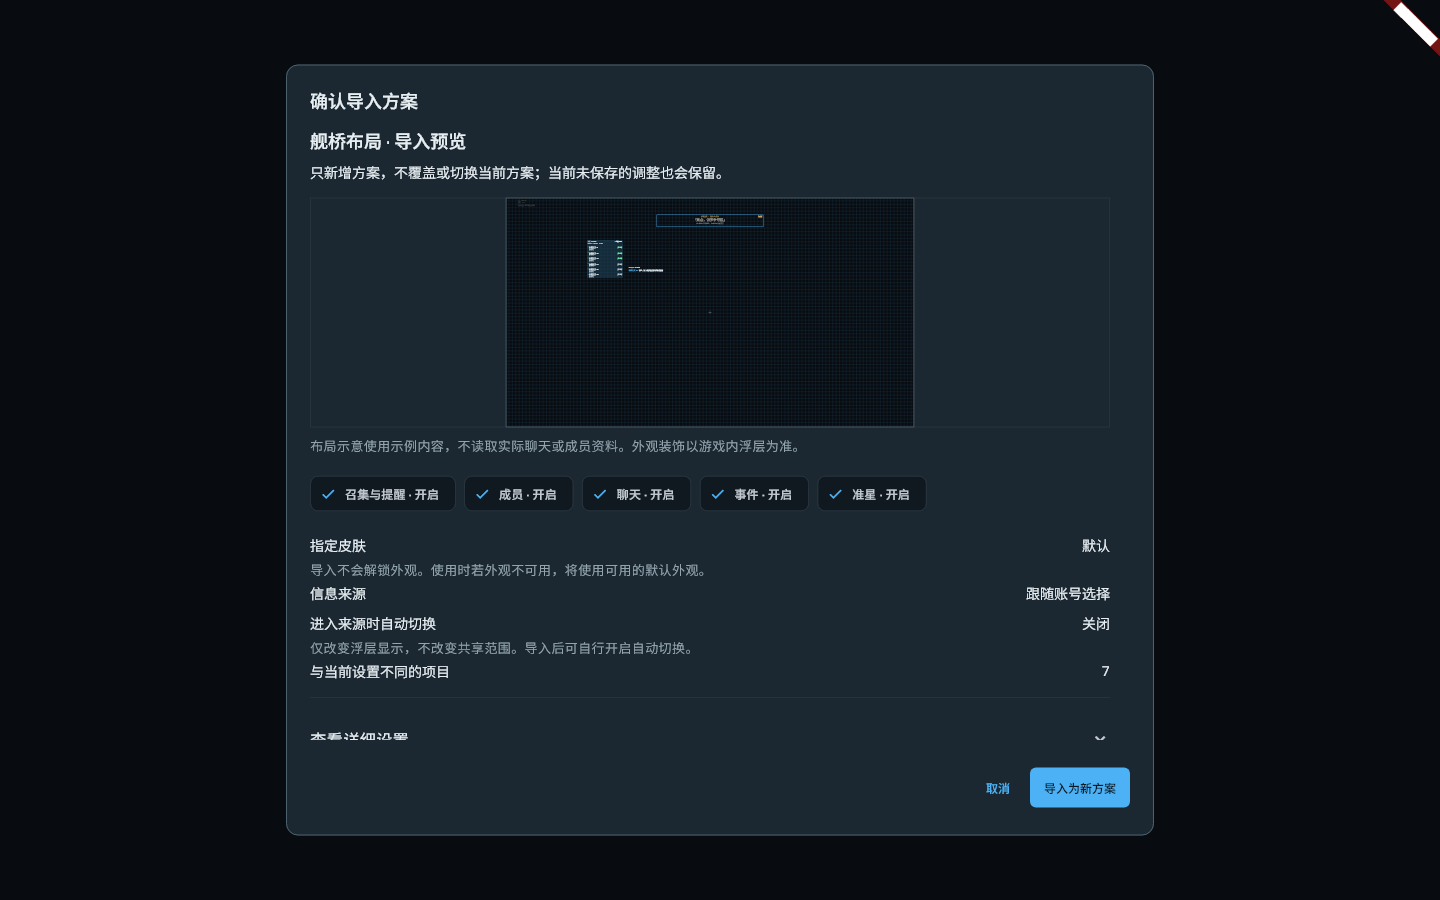 确认导入方案
舰桥布局 · 导入预览
只新增方案，不覆盖或切换当前方案；当前未保存的调整也会保留。
布局示意使用示例内容，不读取实际聊天或成员资料。外观装饰以游戏内浮层为准。
召集与提醒 · 开启
成员 · 开启
聊天 · 开启
事件 · 开启
准星 · 开启
指定皮肤
默认
导入不会解锁外观。使用时若外观不可用，将使用可用的默认外观。
信息来源
跟随账号选择
进入来源时自动切换
关闭
仅改变浮层显示，不改变共享范围。导入后可自行开启自动切换。
与当前设置不同的项目
7
查看详细设置
取消
导入为新方案